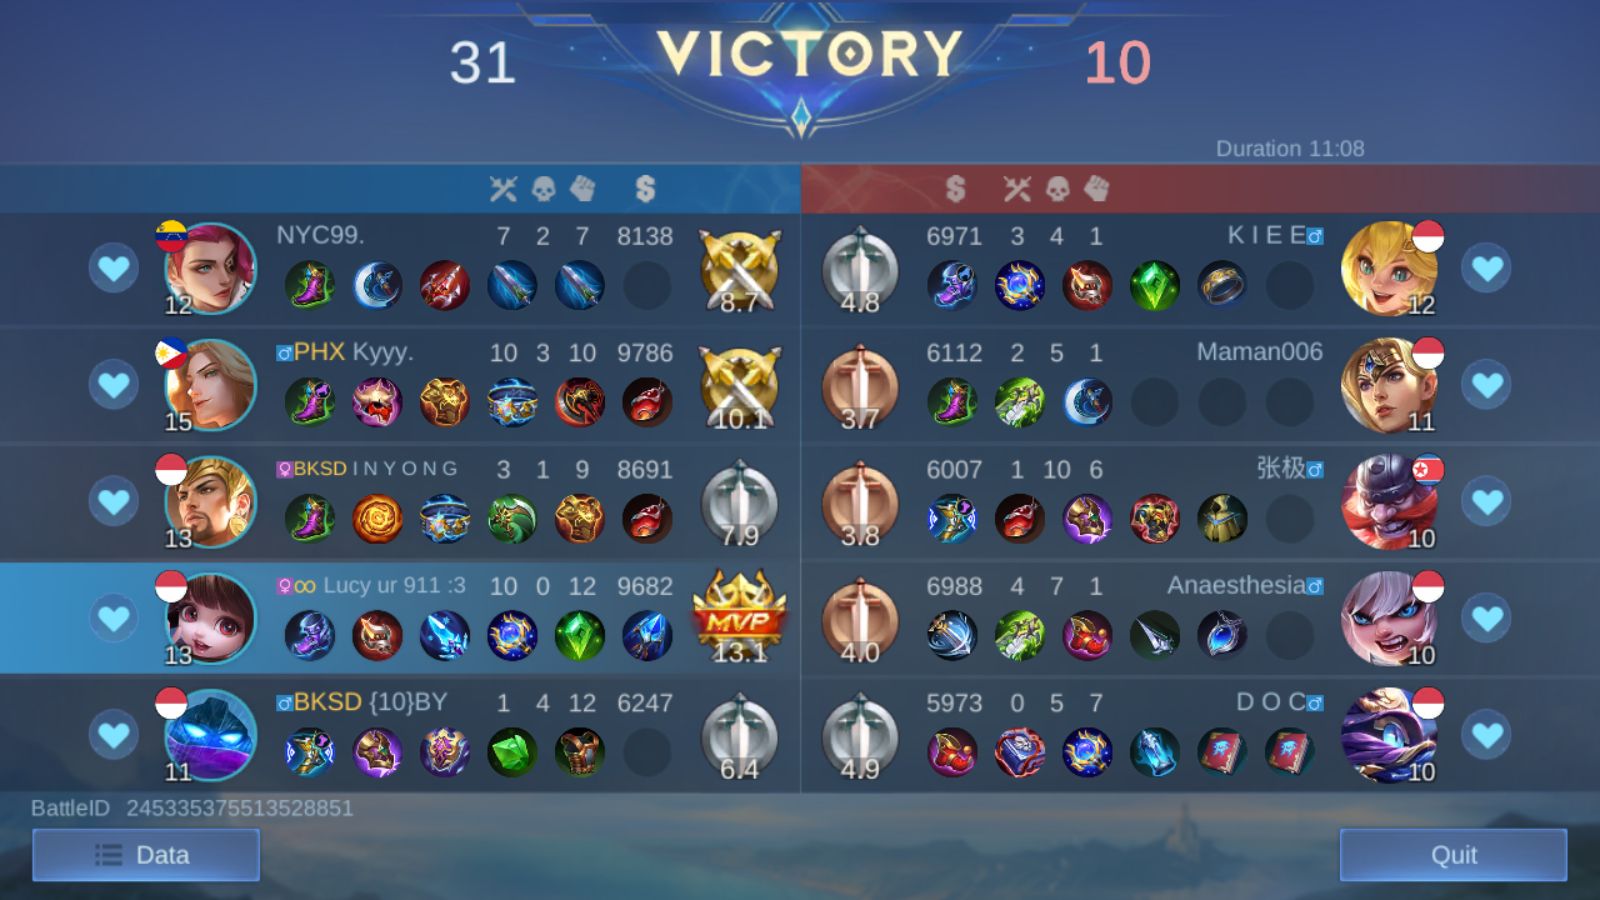 31 VICTORY 10
Duration 11:08
NYC99. 7 2 7 8138
12 8.7
4.8 6971 3 4 1 K I E E
12
PHX Kyyy. 10 3 10 9786
15 10.1
3.7 6112 2 5 1 Maman006
11
BKSD I N Y O N G 3 1 9 8691
13 7.9
3.8 6007 1 10 6 张极
10
∞ Lucy ur 911 :3 10 0 12 9682
13 MVP 13.1
4.0 6988 4 7 1 Anaesthesia
10
BKSD {10}BY 1 4 12 6247
11 6.4
4.9 5973 0 5 7 D O C
10
BattleID 245335375513528851
Data
Quit